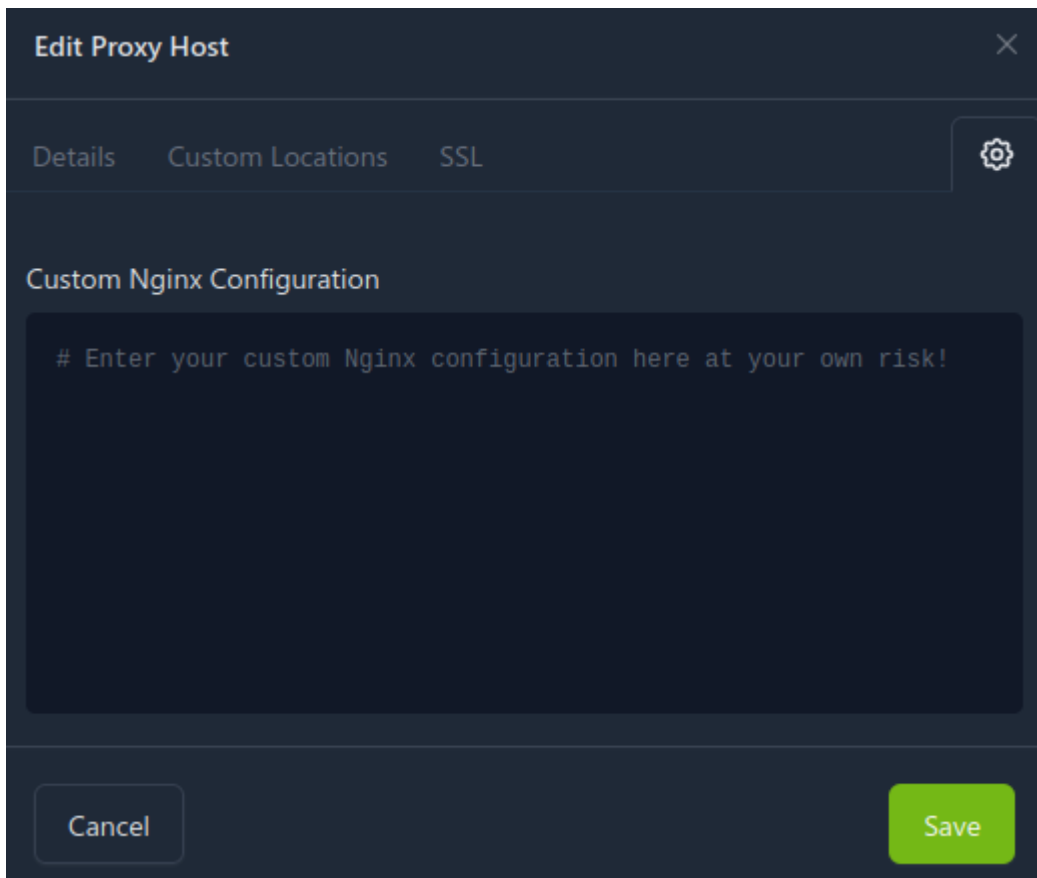 Edit Proxy Host
Details Custom Locations SSL
Custom Nginx Configuration
# Enter your custom Nginx configuration here at your own risk!
Cancel Save